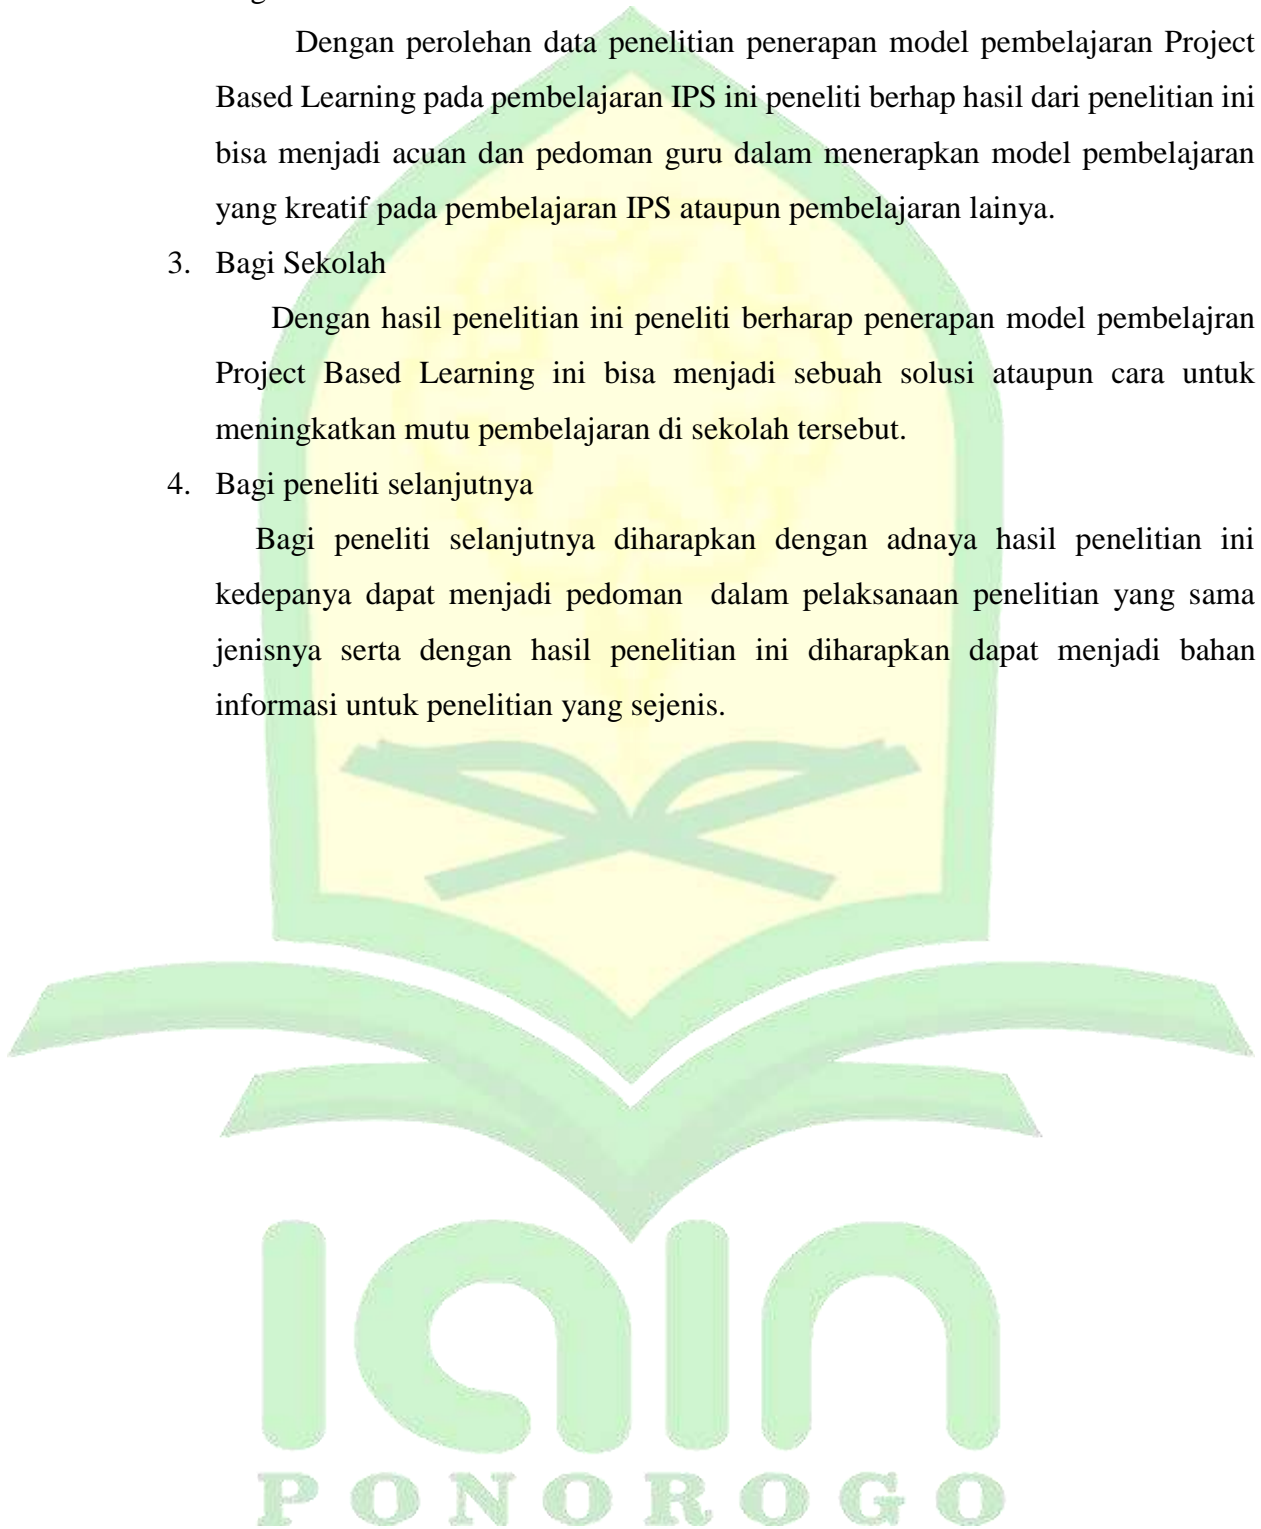 Dengan perolehan data penelitian penerapan model pembelajaran Project
Based Learning pada pembelajaran IPS ini peneliti berhap hasil dari penelitian ini
bisa menjadi acuan dan pedoman guru dalam menerapkan model pembelajaran
yang kreatif pada pembelajaran IPS ataupun pembelajaran lainya.
3. Bagi Sekolah
Dengan hasil penelitian ini peneliti berharap penerapan model pembelajran
Project Based Learning ini bisa menjadi sebuah solusi ataupun cara untuk
meningkatkan mutu pembelajaran di sekolah tersebut.
4. Bagi peneliti selanjutnya
Bagi peneliti selanjutnya diharapkan dengan adnaya hasil penelitian ini
kedepanya dapat menjadi pedoman dalam pelaksanaan penelitian yang sama
jenisnya serta dengan hasil penelitian ini diharapkan dapat menjadi bahan
informasi untuk penelitian yang sejenis.
iain
PONOROGO